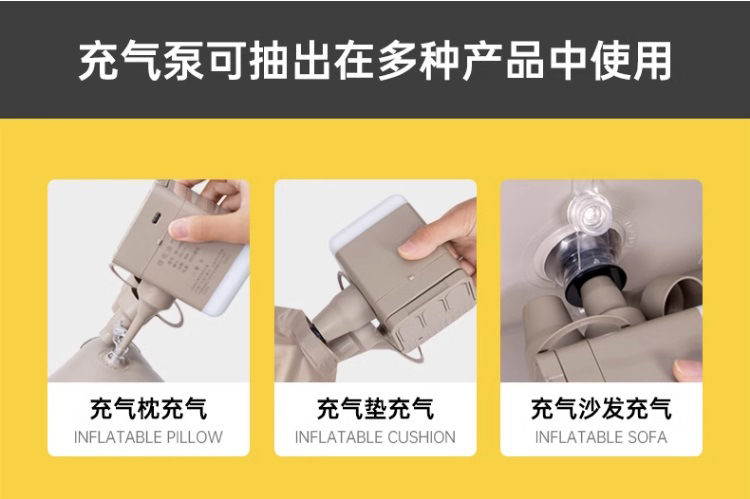 充气泵可抽出在多种产品中使用
充气枕充气
INFLATABLE PILLOW
充气垫充气
INFLATABLE CUSHION
充气沙发充气
INFLATABLE SOFA